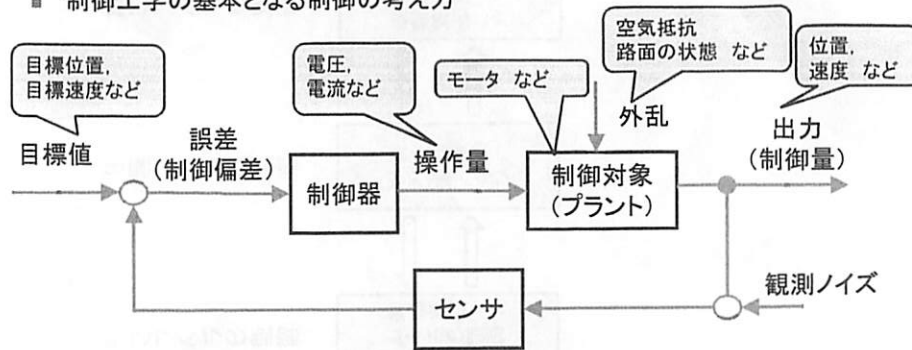 ■ 制御工学の基本となる制御の考え方
目標位置,
目標速度など
電圧,
電流など
モータ など
空気抵抗
路面の状態 など
位置,
速度 など
目標値
誤差
(制御偏差)
制御器
操作量
外乱
制御対象
(プラント)
出力
(制御量)
センサ
観測ノイズ